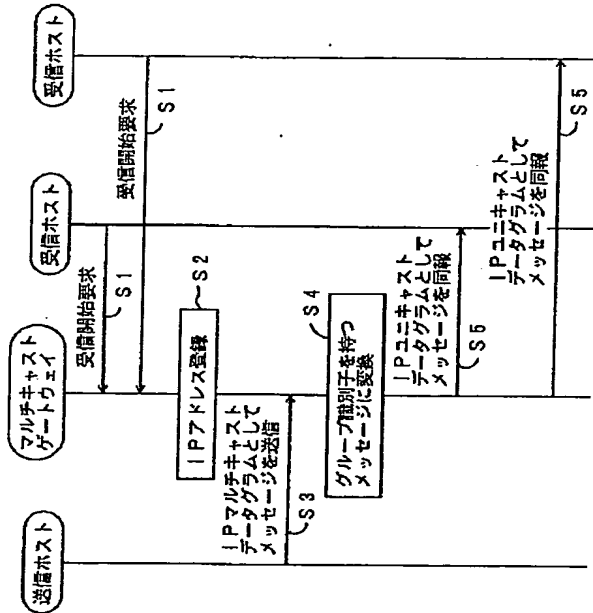 送信ホスト
マルチキャスト
ゲートウェイ
受信ホスト
受信ホスト
受信開始要求
S1
受信開始要求
S1
IPアドレス登録
S2
IPマルチキャスト
データグラムとして
メッセージを送信
S3
グループ識別子を持つ
メッセージに変換
S4
IPユニキャスト
データグラムとして
メッセージを同報
S5
IPユニキャスト
データグラムとして
メッセージを同報
S5